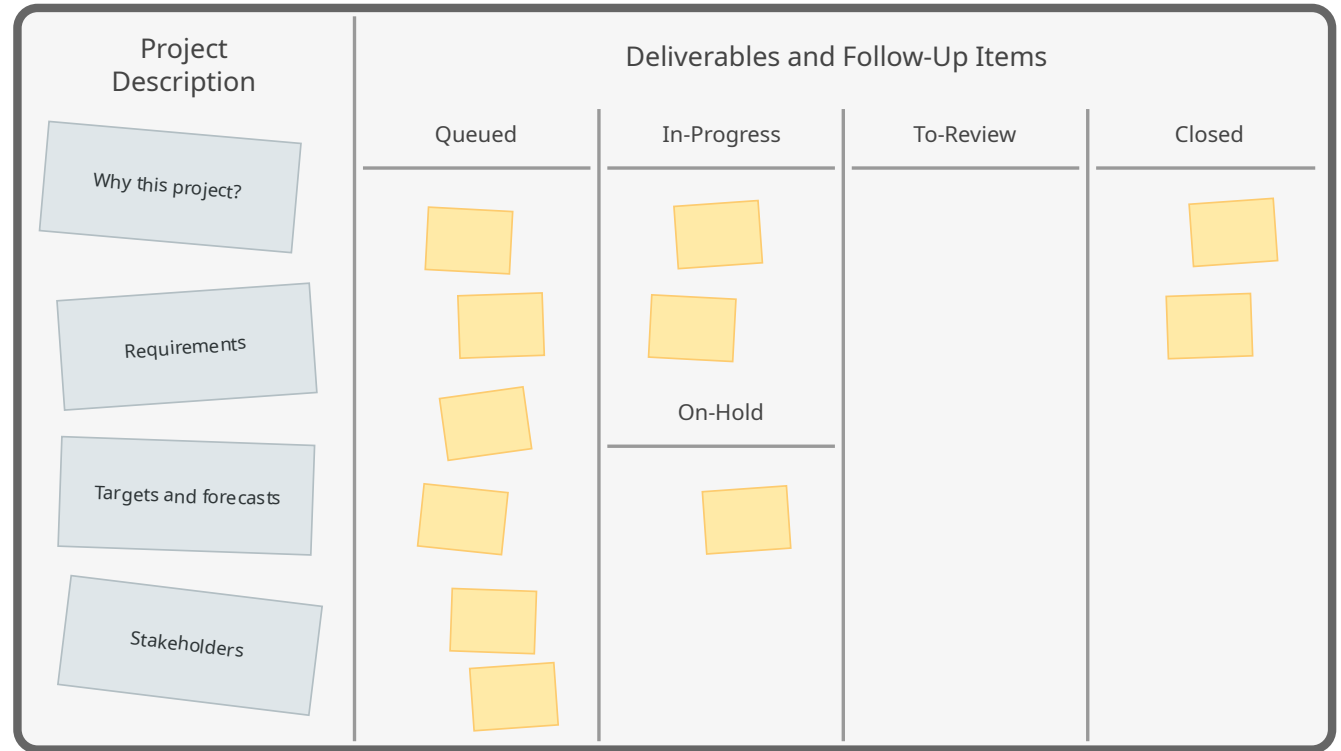 Project
Description
Why this project?
Requirements
Targets and forecasts
Stakeholders
Deliverables and Follow-Up Items
Queued
In-Progress
On-Hold
To-Review
Closed